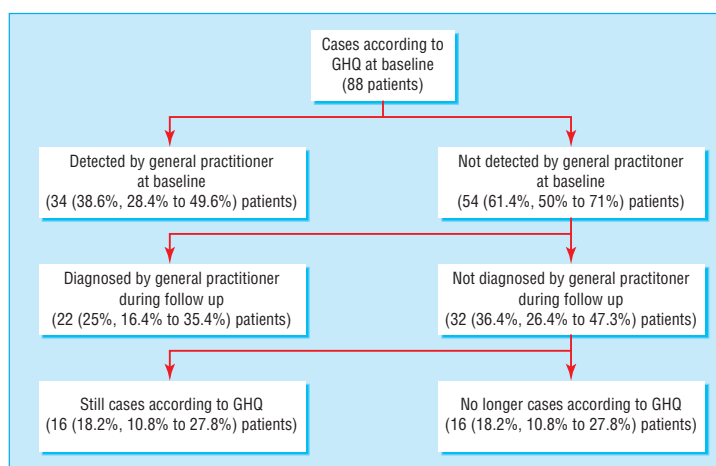 Cases according to
GHQ at baseline
(88 patients)
Detected by general practitioner
at baseline
(34 (38.6%, 28.4% to 49.6%) patients)
Not detected by general practitoner
at baseline
(54 (61.4%, 50% to 71%) patients)
Diagnosed by general practitioner
during follow up
(22 (25%, 16.4% to 35.4%) patients)
Not diagnosed by general practitioner
during follow up
(32 (36.4%, 26.4% to 47.3%) patients)
Still cases according to GHQ
(16 (18.2%, 10.8% to 27.8%) patients)
No longer cases according to GHQ
(16 (18.2%, 10.8% to 27.8%) patients)